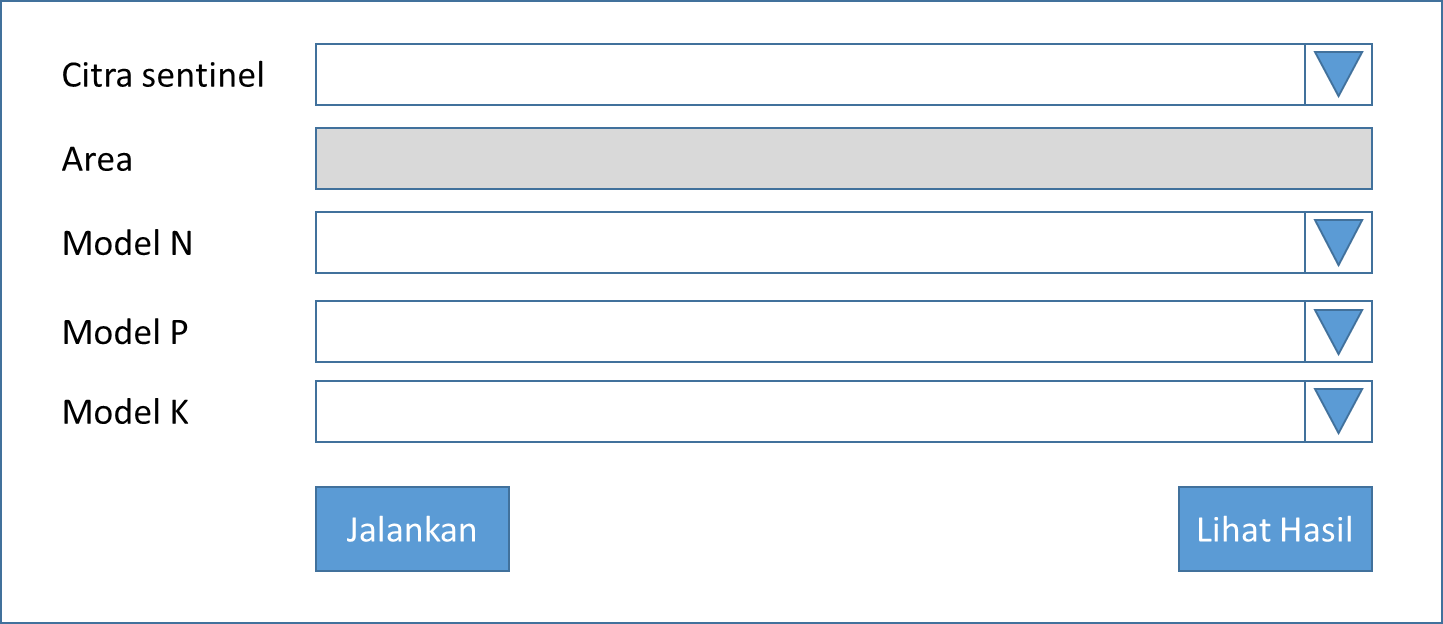 Citra sentinel
Area
Model N
Model P
Model K
Jalankan
Lihat Hasil